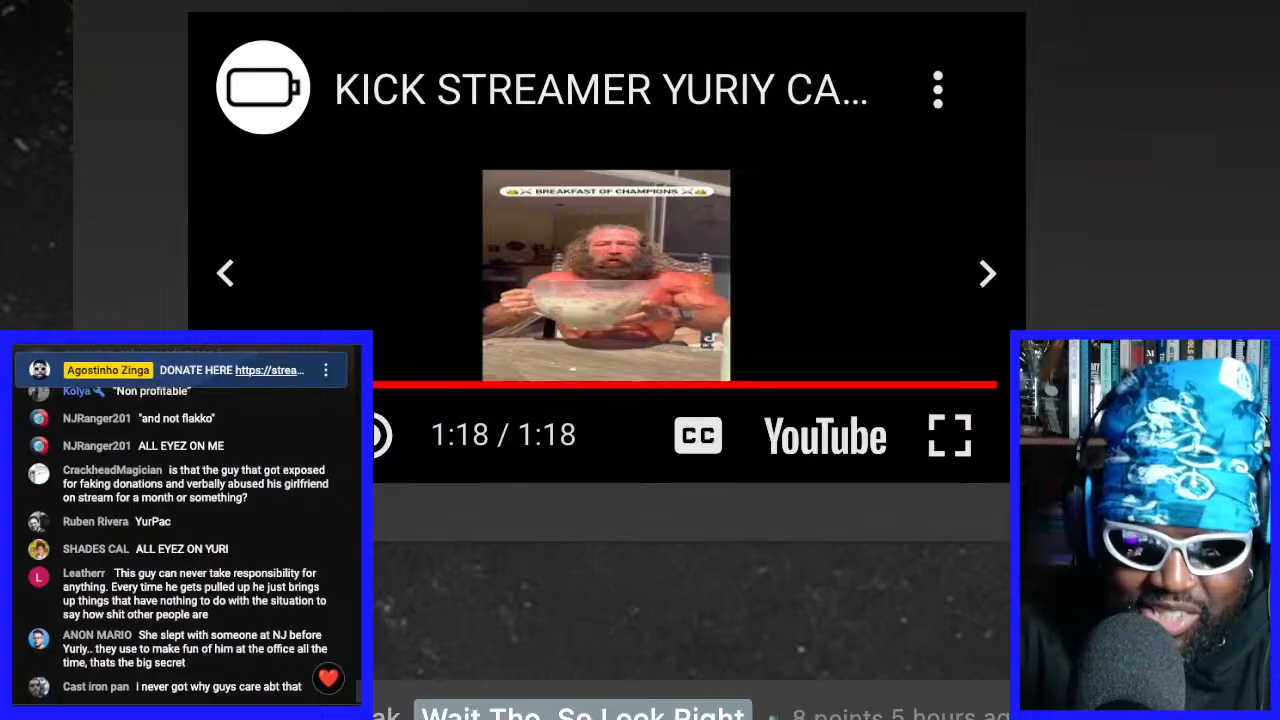 KICK STREAMER YURIY CA...
BREAKFAST OF CHAMPIONS
1:18 / 1:18
CC
YouTube
Agostinho Zinga DONATE HERE https://strea...
Kolya "Non profitable"
NJRanger201 "and not flakko"
NJRanger201 ALL EYEZ ON ME
CrackheadMagician is that the guy that got exposed
for faking donations and verbally abused his girlfriend
on stream for a month or something?
Ruben Rivera YurPac
SHADES CAL ALL EYEZ ON YURI
L
Leatherr This guy can never take responsibility for
anything. Every time he gets pulled up he just brings
up things that have nothing to do with the situation to
say how shit other people are
ANON MARIO She slept with someone at NJ before
Yuriy.. they use to make fun of him at the office all the
time, thats the big secret
Cast iron pan i never got why guys care abt that
ak Wait Tho, So Look Right 8 points 5 hours ag